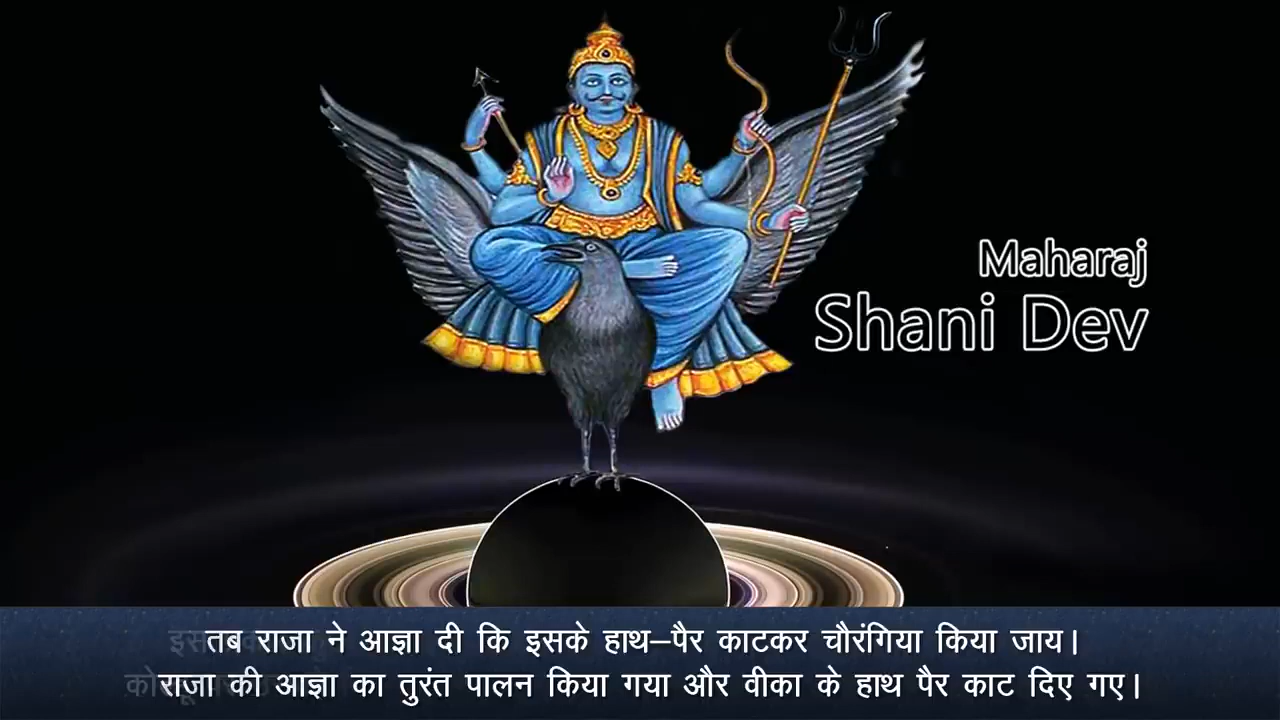 Maharaj
Shani Dev
तब राजा ने आज्ञा दी कि इसके हाथ–पैर काटकर चौरंगिया किया जाय।
राजा की आज्ञा का तुरंत पालन किया गया और वीका के हाथ पैर काट दिए गए।